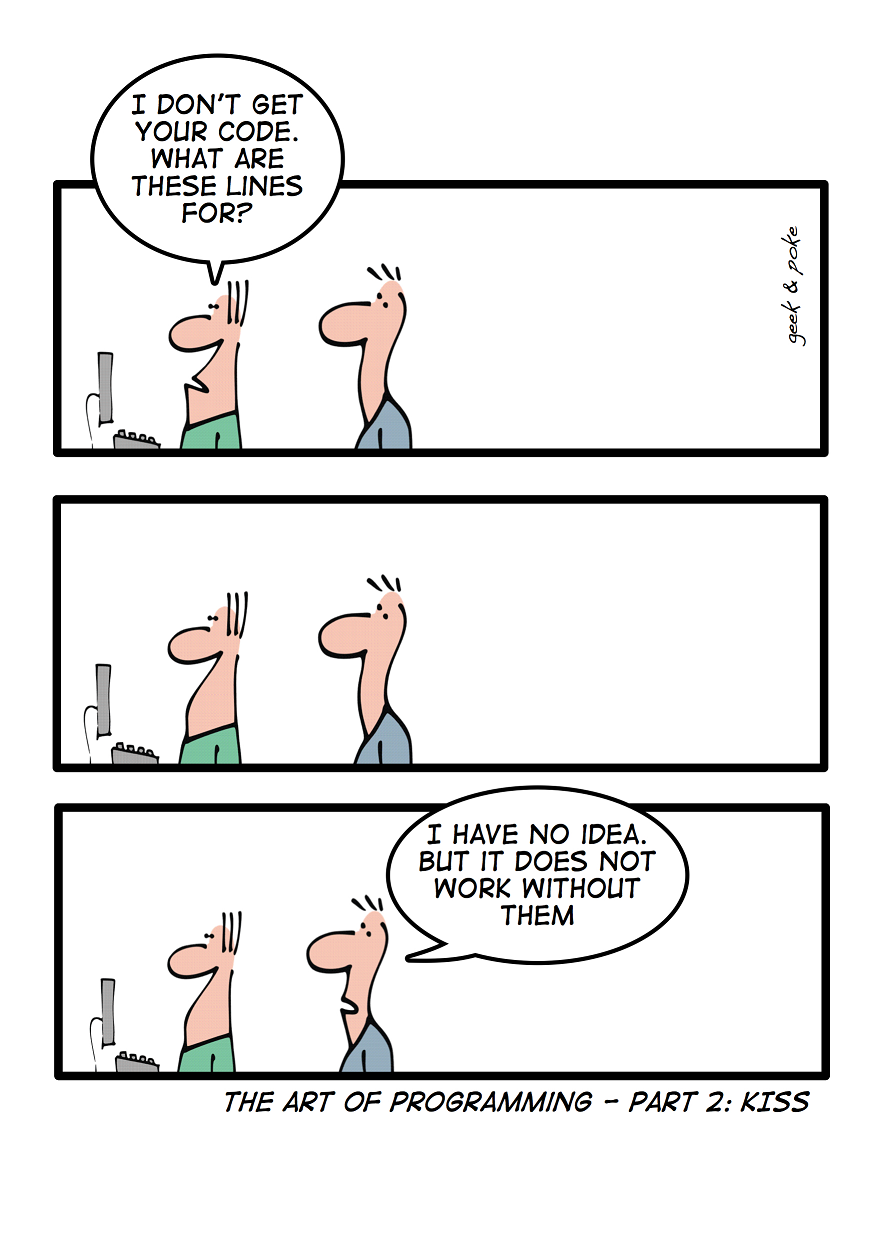 I DON'T GET
YOUR CODE.
WHAT ARE
THESE LINES
FOR?
geek & poke
I HAVE NO IDEA.
BUT IT DOES NOT
WORK WITHOUT
THEM
THE ART OF PROGRAMMING - PART 2: KISS